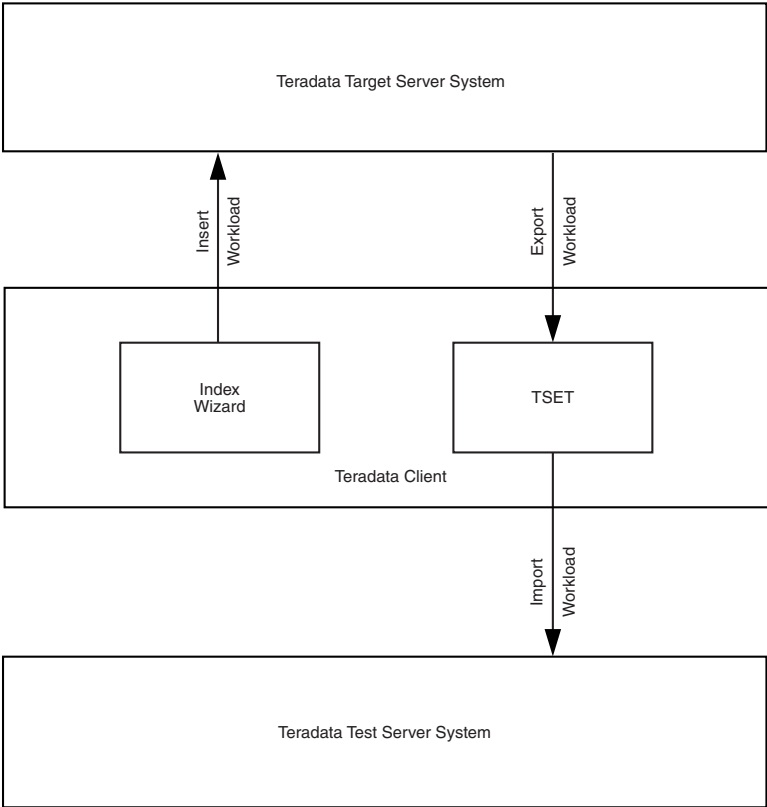 Teradata Target Server System
Insert
Workload
Export
Workload
Index
Wizard
TSET
Teradata Client
Import
Workload
Teradata Test Server System